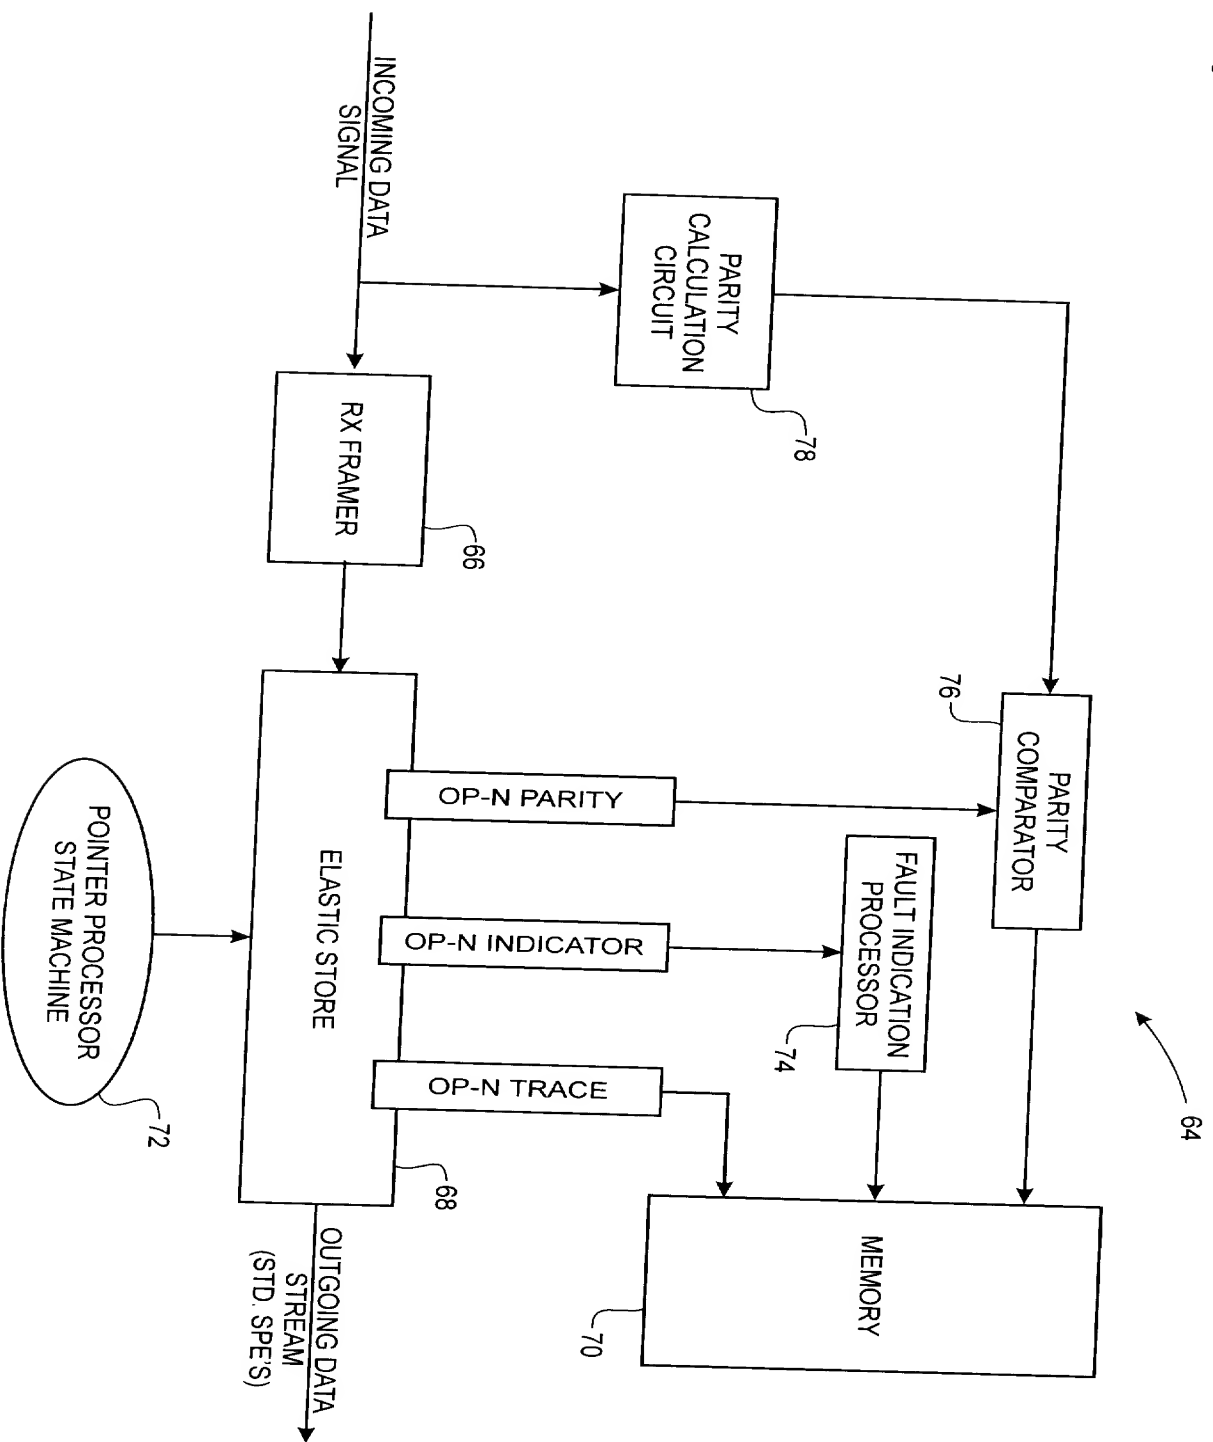 INCOMING DATA
SIGNAL
PARITY
CALCULATION
CIRCUIT
78
RX FRAMER
66
76
PARITY
COMPARATOR
OP-N PARITY
FAULT INDICATION
PROCESSOR
74
OP-N INDICATOR
ELASTIC STORE
OP-N TRACE
68
POINTER PROCESSOR
STATE MACHINE
72
64
MEMORY
70
OUTGOING DATA
STREAM
(STD. SPE'S)